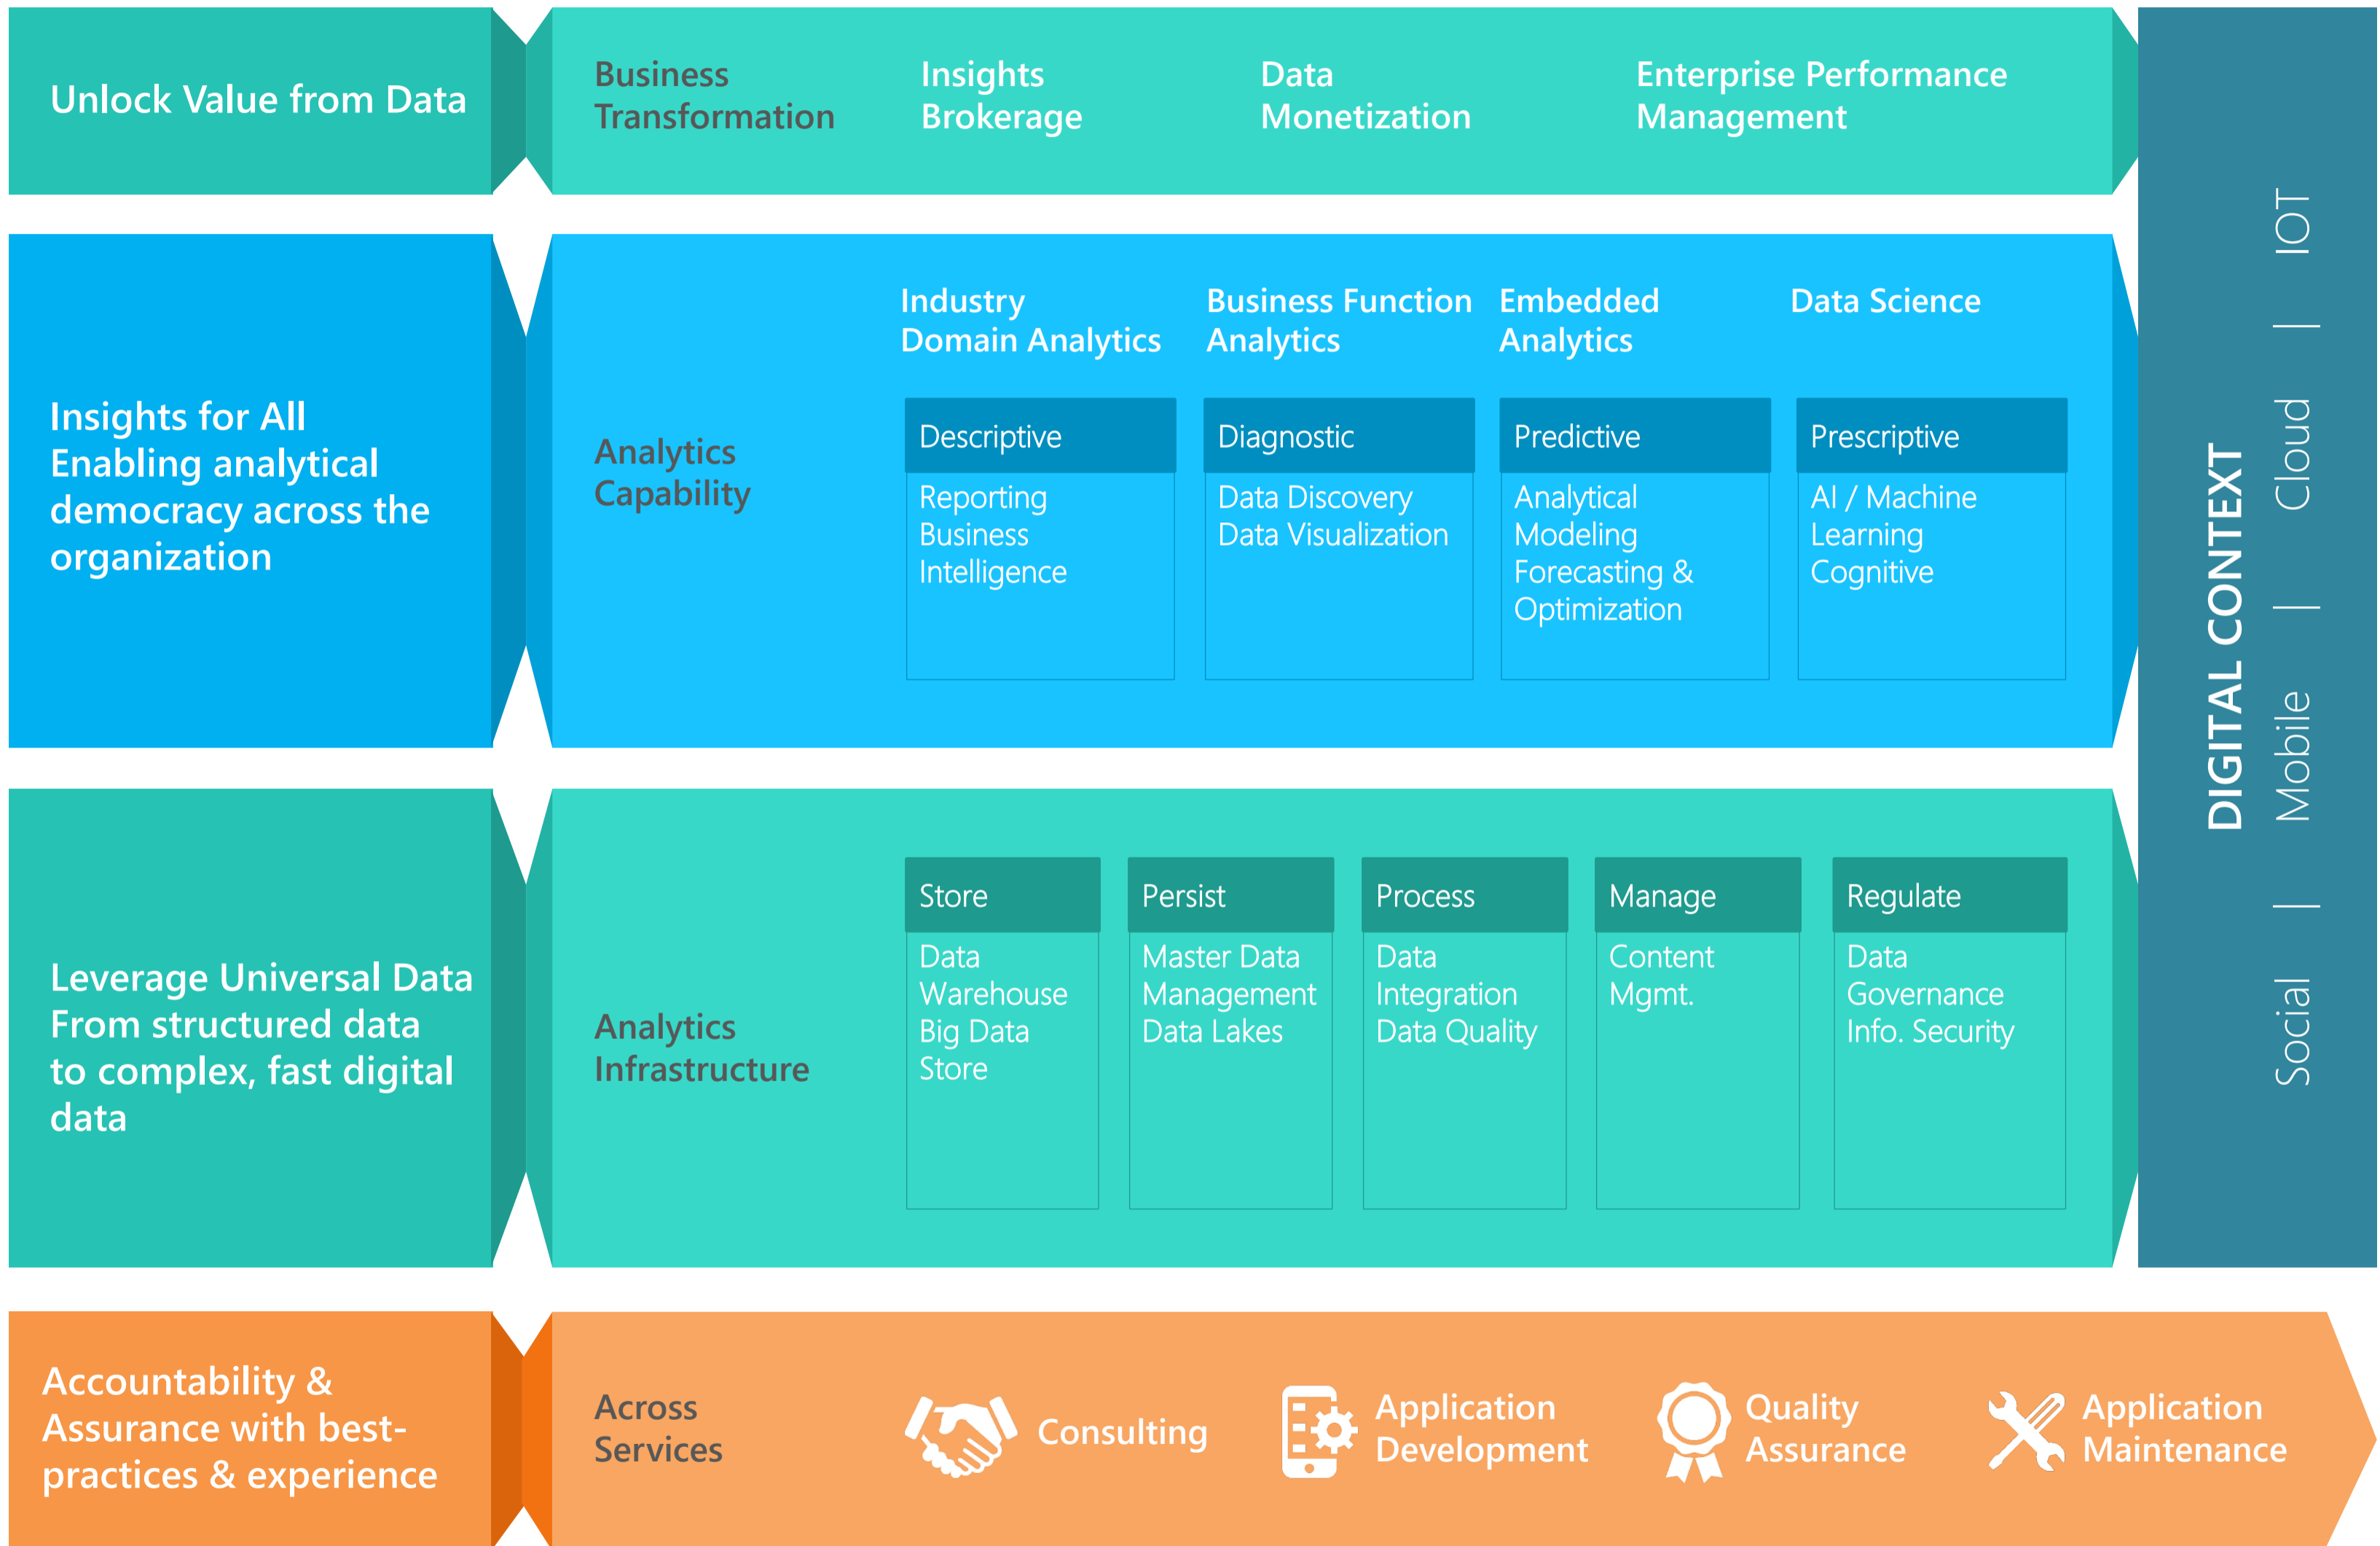 Unlock Value from Data
Business
Transformation
Insights
Brokerage
Data
Monetization
Enterprise Performance
Management
Insights for All
Enabling analytical
democracy across the
organization
Analytics
Capability
Industry
Domain Analytics
Business Function
Analytics
Embedded
Analytics
Data Science
Descriptive
Reporting
Business
Intelligence
Diagnostic
Data Discovery
Data Visualization
Predictive
Analytical
Modeling
Forecasting &
Optimization
Prescriptive
AI / Machine
Learning
Cognitive
Leverage Universal Data
From structured data
to complex, fast digital
data
Analytics
Infrastructure
Store
Data
Warehouse
Big Data
Store
Persist
Master Data
Management
Data Lakes
Process
Data
Integration
Data Quality
Manage
Content
Mgmt.
Regulate
Data
Governance
Info. Security
DIGITAL CONTEXT
Social | Mobile | Cloud | IOT
Accountability &
Assurance with best-
practices & experience
Across
Services
Consulting
Application
Development
Quality
Assurance
Application
Maintenance